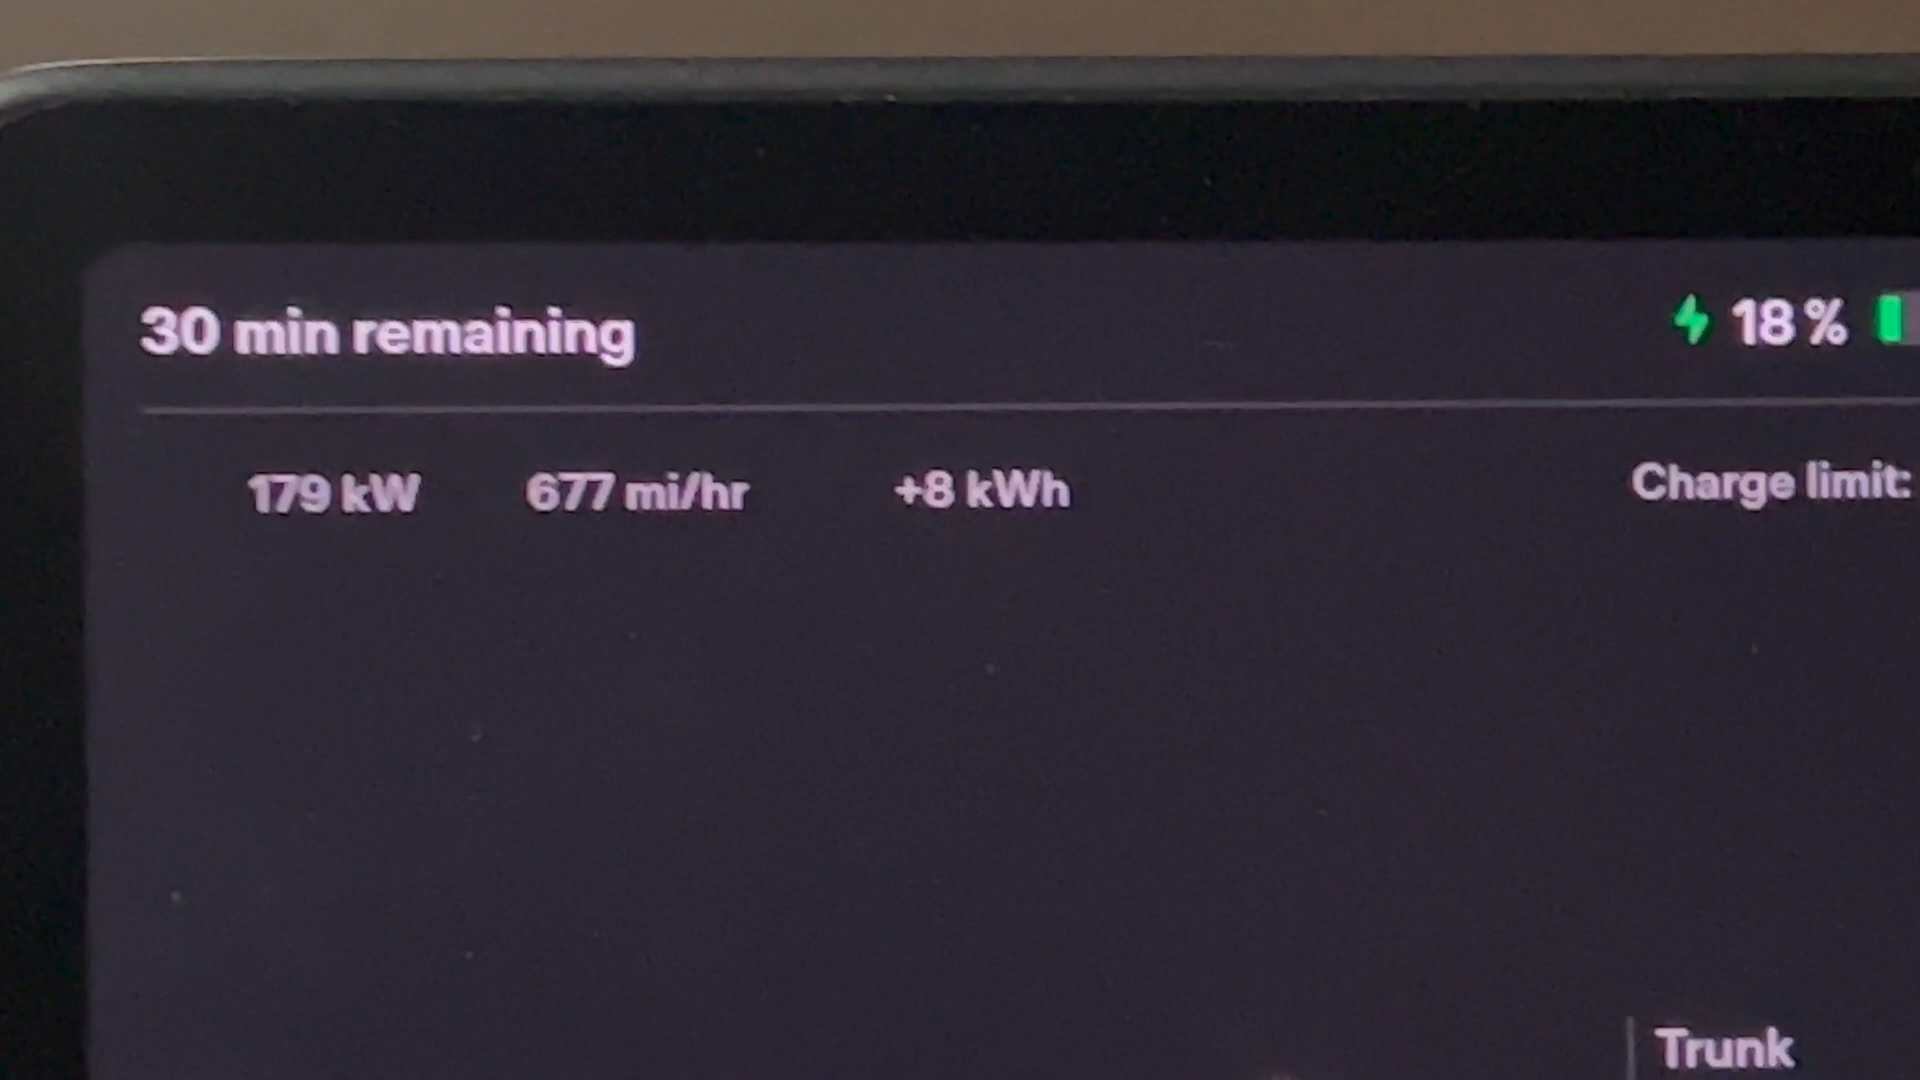 30 min remaining
18 %
179 kW 677 mi/hr +8 kWh
Charge limit:
Trunk